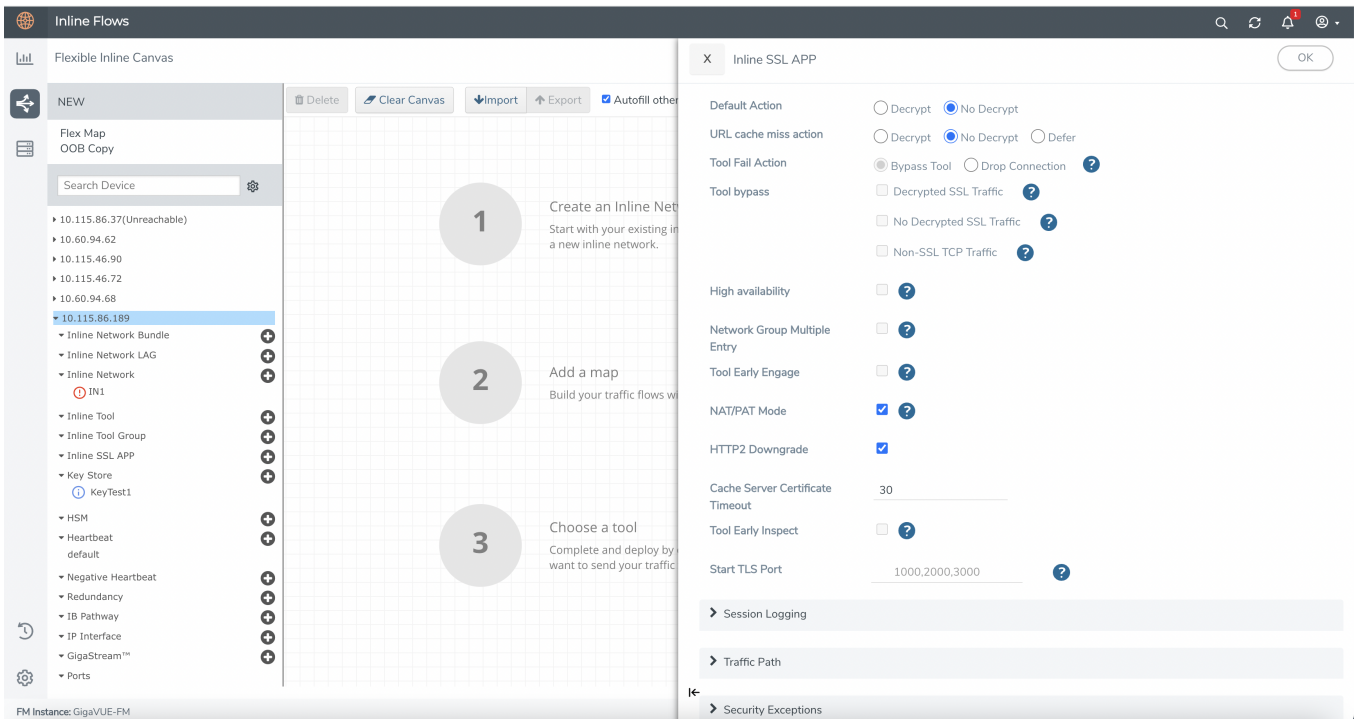 Inline Flows
1
Flexible Inline Canvas
X
Inline SSL APP
OK
NEW
Delete
Clear Canvas
Import
Export
Autofill other
Flex Map
OOB Copy
Search Device
10.115.86.37(Unreachable)
10.60.94.62
10.115.46.90
10.115.46.72
10.60.94.68
10.115.86.189
Inline Network Bundle
Inline Network LAG
Inline Network
IN1
Inline Tool
Inline Tool Group
Inline SSL APP
Key Store
KeyTest1
HSM
Heartbeat
default
Negative Heartbeat
Redundancy
IB Pathway
IP Interface
GigaStream™
Ports
1
Create an Inline Net
Start with your existing in
a new inline network.
2
Add a map
Build your traffic flows wi
3
Choose a tool
Complete and deploy by
want to send your traffic
Default Action
Decrypt
No Decrypt
URL cache miss action
Decrypt
No Decrypt
Defer
Tool Fail Action
Bypass Tool
Drop Connection
?
Tool bypass
Decrypted SSL Traffic
?
No Decrypted SSL Traffic
?
Non-SSL TCP Traffic
?
High availability
?
Network Group Multiple
Entry
?
Tool Early Engage
?
NAT/PAT Mode
?
HTTP2 Downgrade
Cache Server Certificate
Timeout
30
Tool Early Inspect
?
Start TLS Port
1000,2000,3000
?
Session Logging
Traffic Path
Security Exceptions
FM Instance: GigaVUE-FM